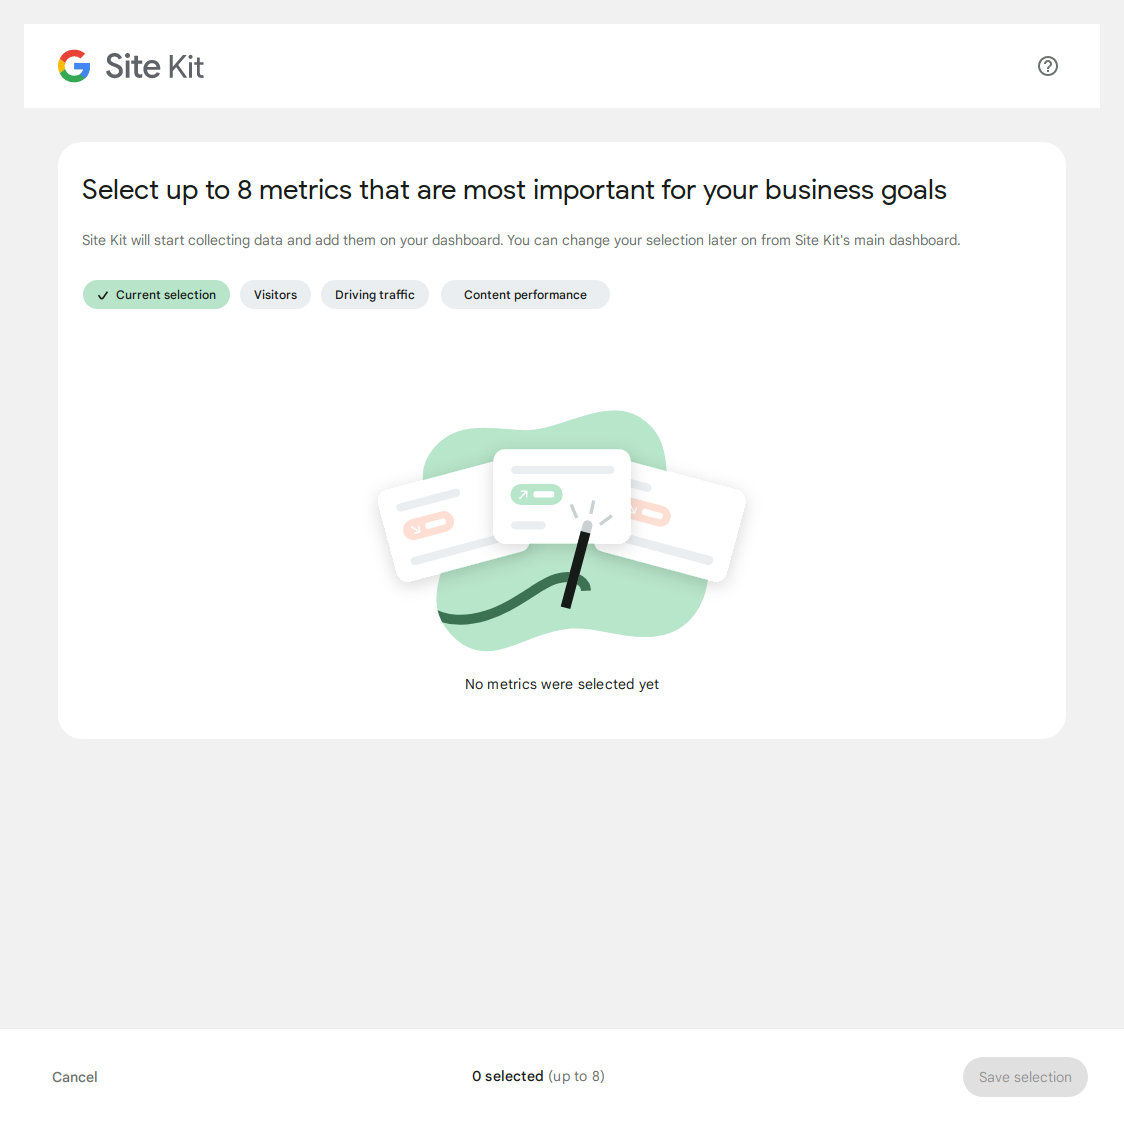 Site Kit
Select up to 8 metrics that are most important for your business goals
Site Kit will start collecting data and add them on your dashboard. You can change your selection later on from Site Kit's main dashboard.
Current selection
Visitors
Driving traffic
Content performance
No metrics were selected yet
Cancel
0 selected (up to 8)
Save selection